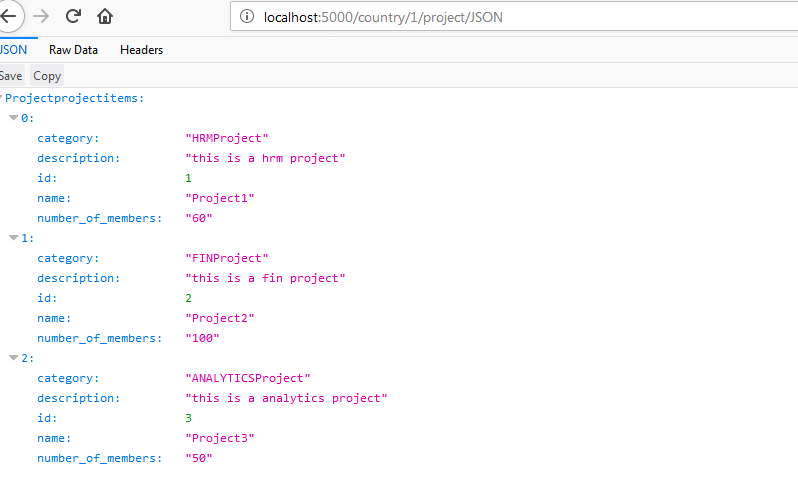 localhost:5000/country/1/project/JSON
JSON Raw Data Headers
Save Copy
Projectprojectitems:
0:
category: "HRMProject"
description: "this is a hrm project"
id: 1
name: "Project1"
number_of_members: "60"
1:
category: "FINProject"
description: "this is a fin project"
id: 2
name: "Project2"
number_of_members: "100"
2:
category: "ANALYTICSProject"
description: "this is a analytics project"
id: 3
name: "Project3"
number_of_members: "50"